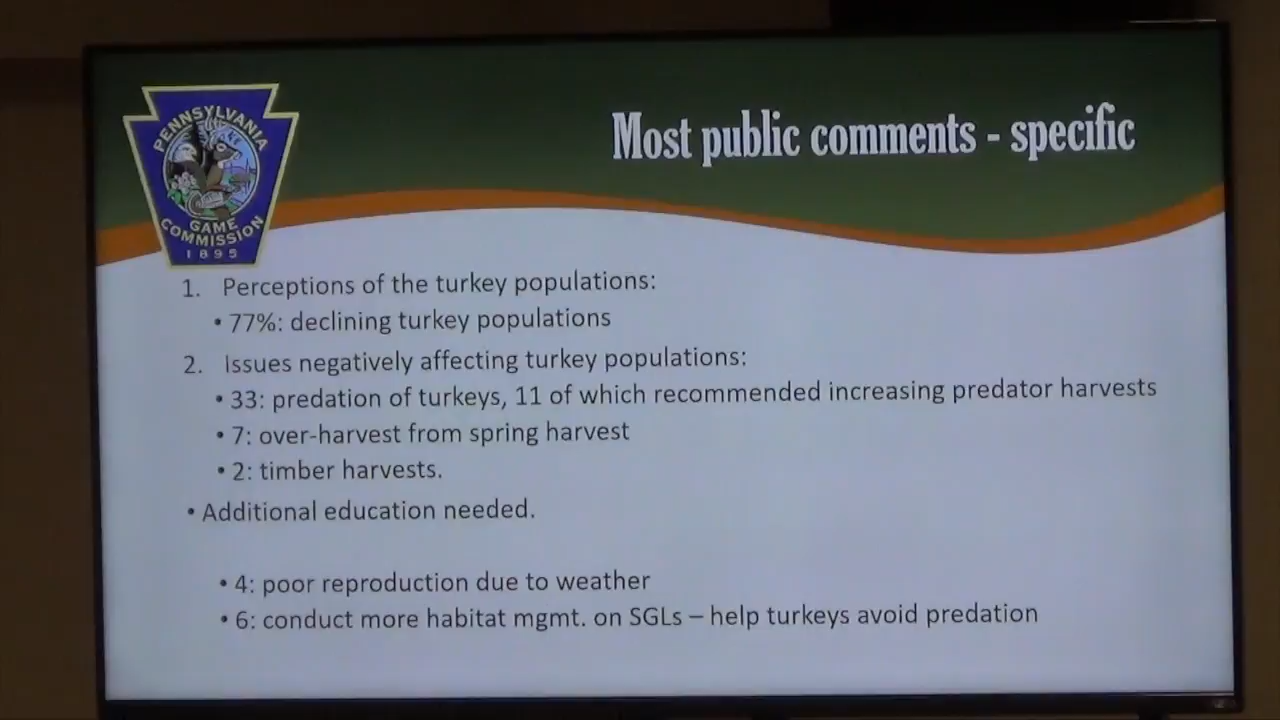 PENNSYLVANIA
GAME
COMMISSION
1895
Most public comments - specific
1. Perceptions of the turkey populations:
• 77%: declining turkey populations
2. Issues negatively affecting turkey populations:
• 33: predation of turkeys, 11 of which recommended increasing predator harvests
• 7: over-harvest from spring harvest
• 2: timber harvests.
• Additional education needed.
• 4: poor reproduction due to weather
• 6: conduct more habitat mgmt. on SGLs – help turkeys avoid predation